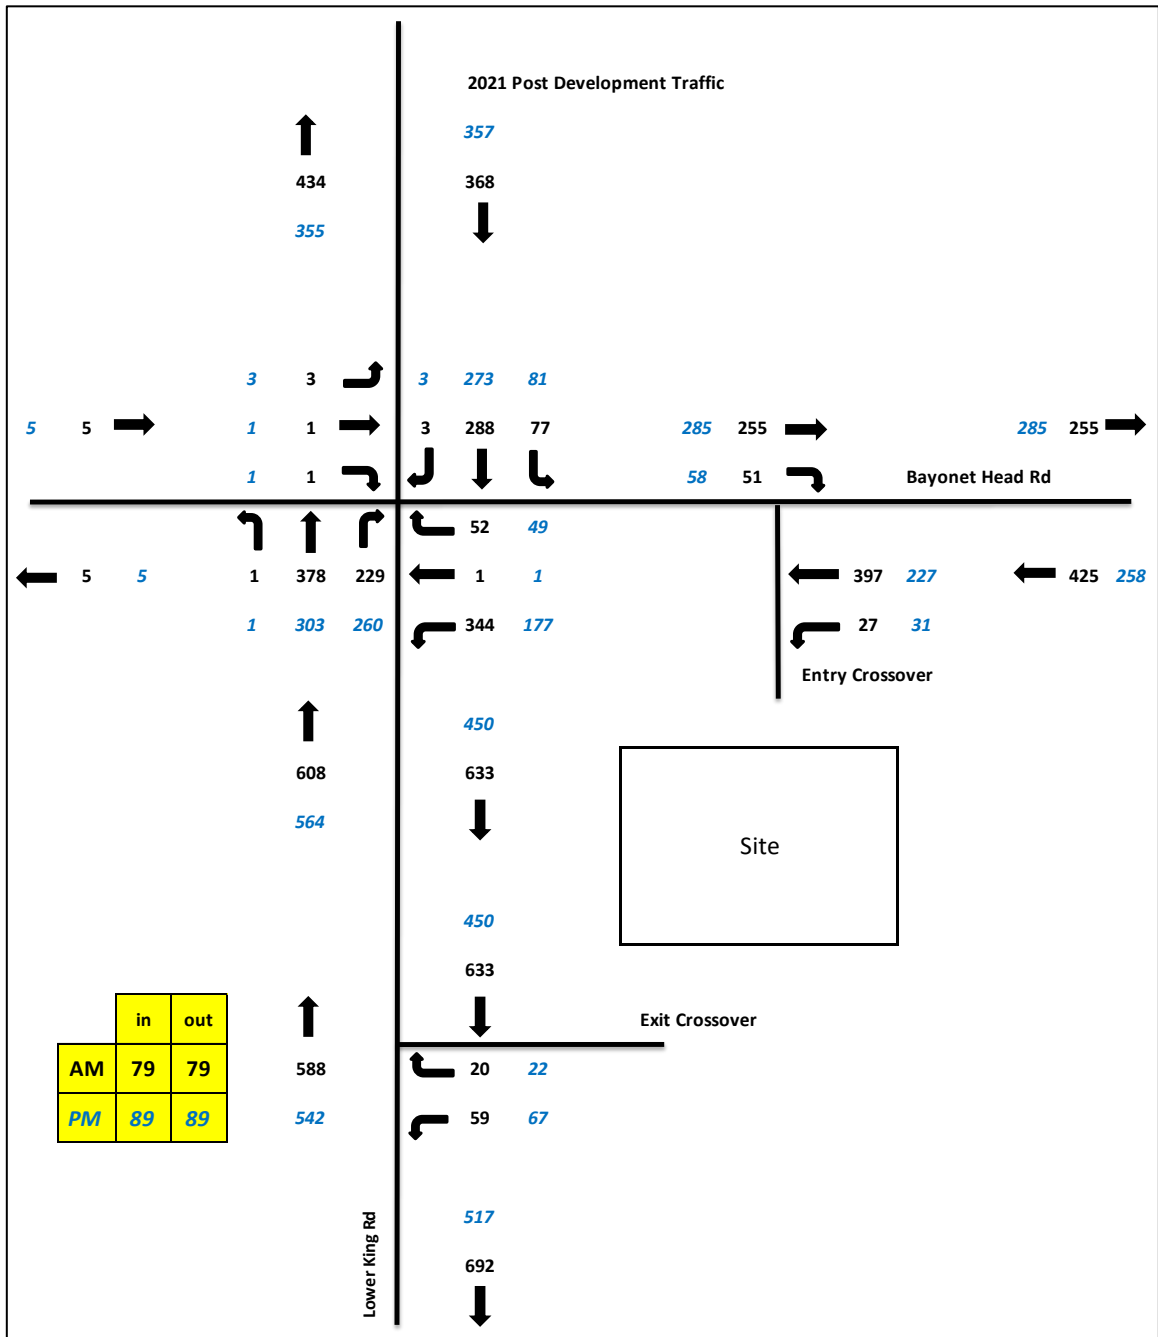 2021 Post Development Traffic
357
434 368
355
3 3 3 273 81
5 5 1 1 3 288 77 285 255 285 255
1 1 58 51 Bayonet Head Rd
52 49
5 5 1 378 229 1 1 397 227 425 258
1 303 260 344 177 27 31
Entry Crossover
450
608 633
564
Site
450
633
in out Exit Crossover
AM 79 79 588 20 22
PM 89 89 542 59 67
517
Lower King Rd
692